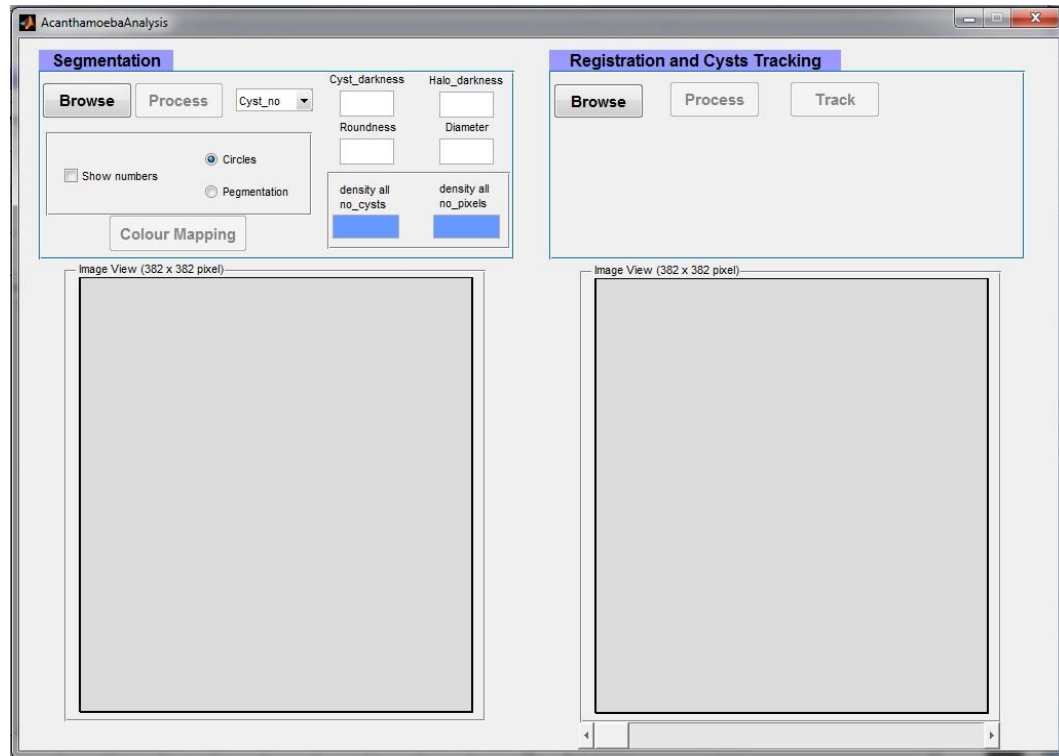 AcanthamoebaAnalysis
Segmentation
Browse
Process
Cyst_no
Cyst_darkness
Halo_darkness
Roundness
Diameter
Show numbers
Circles
Pegmentation
density all
no_cysts
density all
no_pixels
Colour Mapping
Image View (382 x 382 pixel)
Registration and Cysts Tracking
Browse
Process
Track
Image View (382 x 382 pixel)